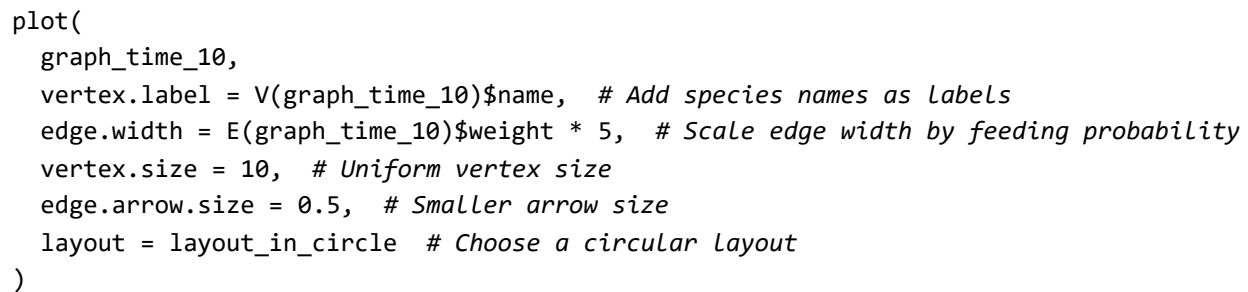 plot(
  graph_time_10,
  vertex.label = V(graph_time_10)$name,  # Add species names as labels
  edge.width = E(graph_time_10)$weight * 5,  # Scale edge width by feeding probability
  vertex.size = 10,  # Uniform vertex size
  edge.arrow.size = 0.5,  # Smaller arrow size
  layout = layout_in_circle  # Choose a circular layout
)